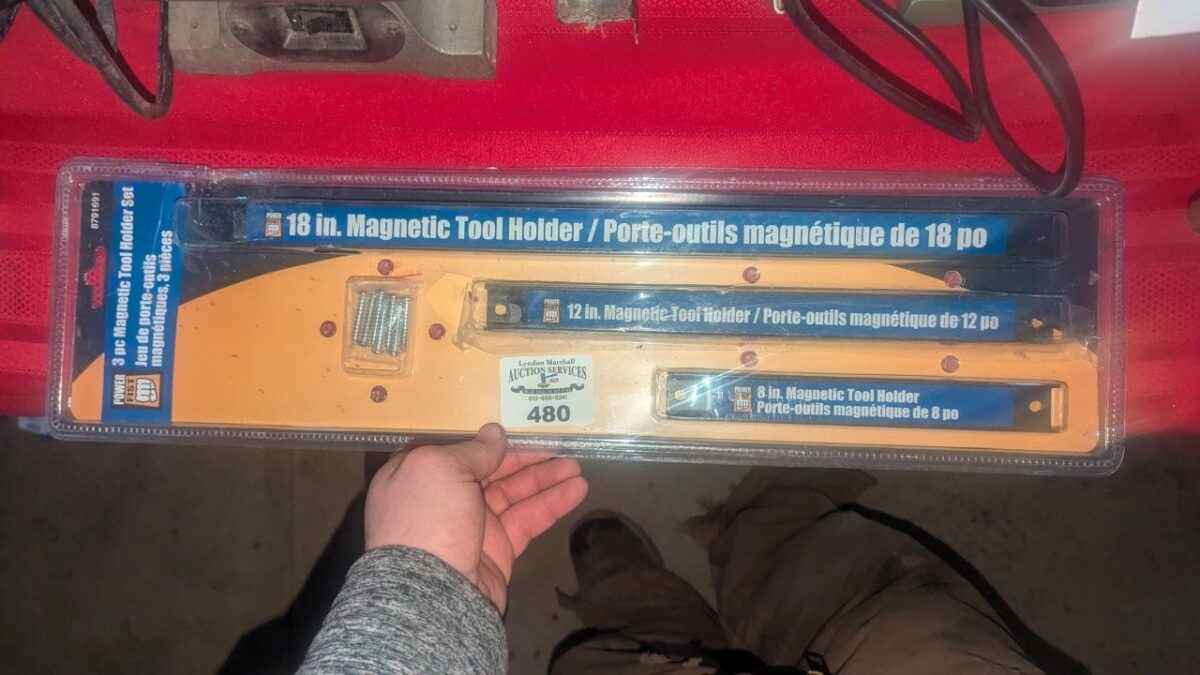 8791691
3 pc Magnetic Tool Holder Set
Jeu de porte-outils
magnétiques, 3 pièces
POWER
FIST
18 in. Magnetic Tool Holder / Porte-outils magnétique de 18 po
POWER
FIST
12 in. Magnetic Tool Holder / Porte-outils magnétique de 12 po
8 in. Magnetic Tool Holder
Porte-outils magnétique de 8 po
Lyndon Marshall
AUCTION SERVICES
480